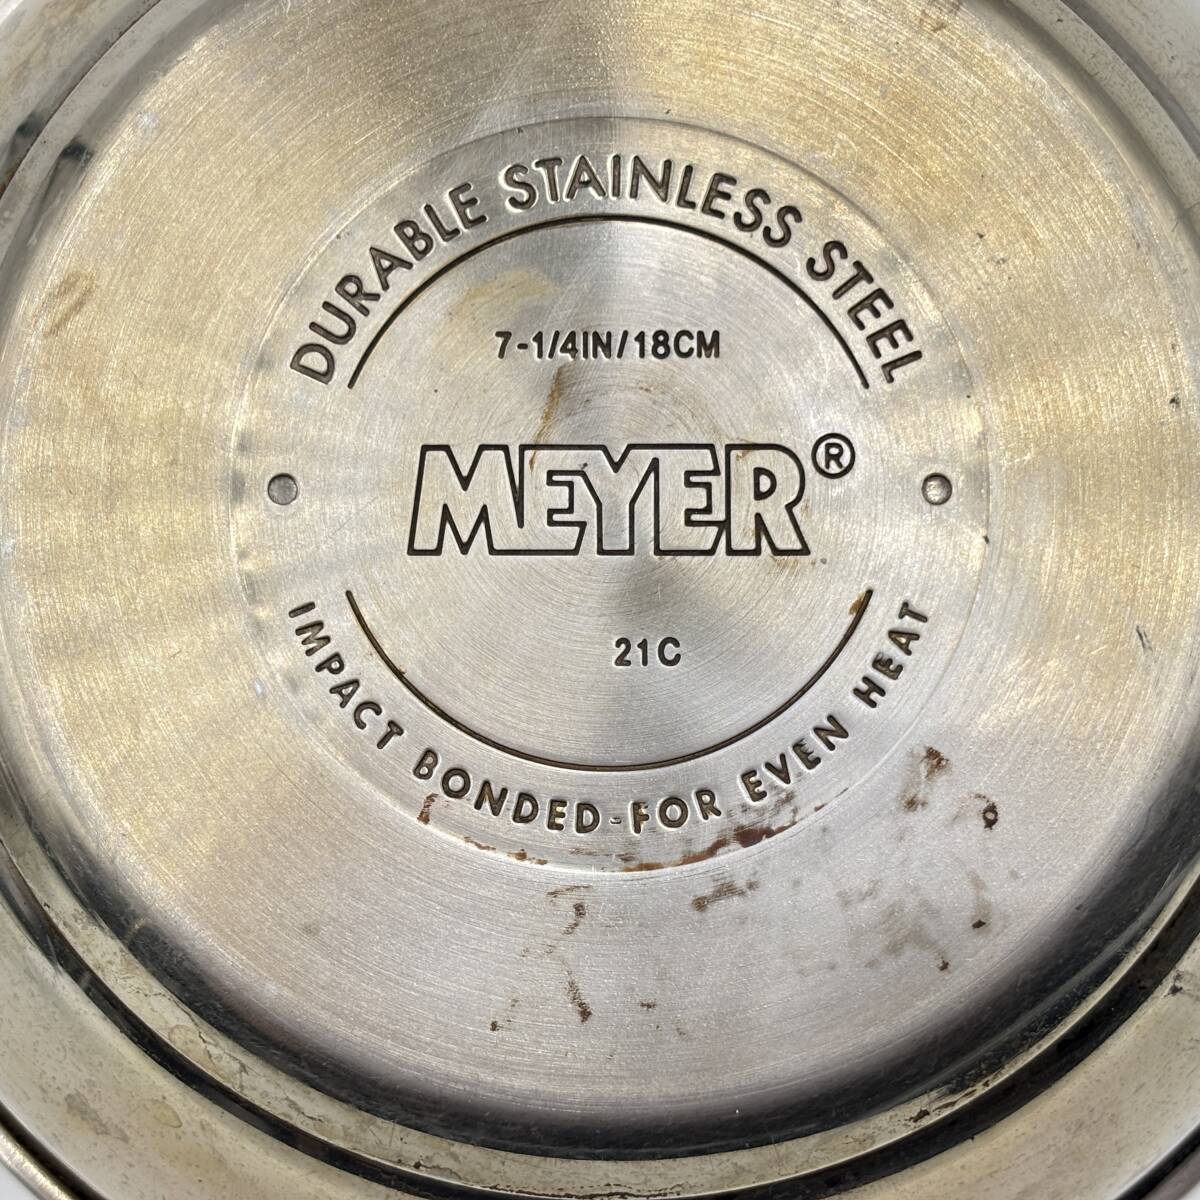 DURABLE STAINLESS STEEL
7-1/4IN/18CM
MEYER®
21C
IMPACT BONDED-FOR EVEN HEAT